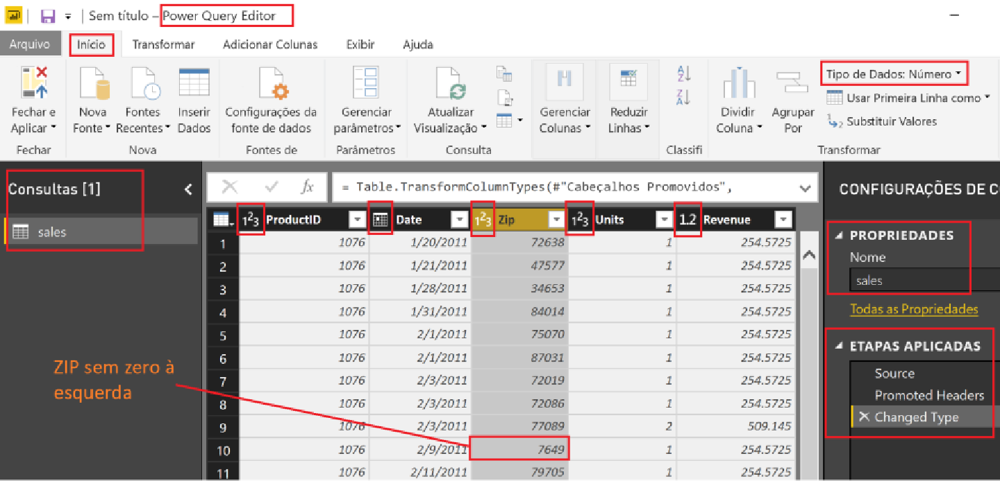 Sem título – Power Query Editor
Arquivo Início Transformar Adicionar Colunas Exibir Ajuda
Fechar e Aplicar
Nova Fonte
Fontes Recentes
Inserir Dados
Configurações da fonte de dados
Gerenciar parâmetros
Atualizar Visualização
Gerenciar Colunas
Reduzir Linhas
Dividir Coluna
Agrupar Por
Tipo de Dados: Número
Usar Primeira Linha como
Substituir Valores
Fechar Nova Fontes de Parâmetros Consulta Classifi Transformar
Consultas [1]
sales
fx = Table.TransformColumnTypes(#"Cabeçalhos Promovidos",
1²3 ProductID Date 1²3 Zip 1²3 Units 1.2 Revenue
1 1076 1/20/2011 72638 1 254.5725
2 1076 1/21/2011 47577 1 254.5725
3 1076 1/28/2011 34653 1 254.5725
4 1076 1/31/2011 84014 1 254.5725
5 1076 2/1/2011 75070 1 254.5725
6 1076 2/1/2011 87031 1 254.5725
7 1076 2/3/2011 72019 1 254.5725
8 1076 2/3/2011 72086 1 254.5725
9 1076 2/3/2011 77089 2 509.145
10 1076 2/9/2011 7649 1 254.5725
11 1076 2/11/2011 79705 1 254.5725
ZIP sem zero à
esquerda
CONFIGURAÇÕES DE C
PROPRIEDADES
Nome
sales
Todas as Propriedades
ETAPAS APLICADAS
Source
Promoted Headers
Changed Type